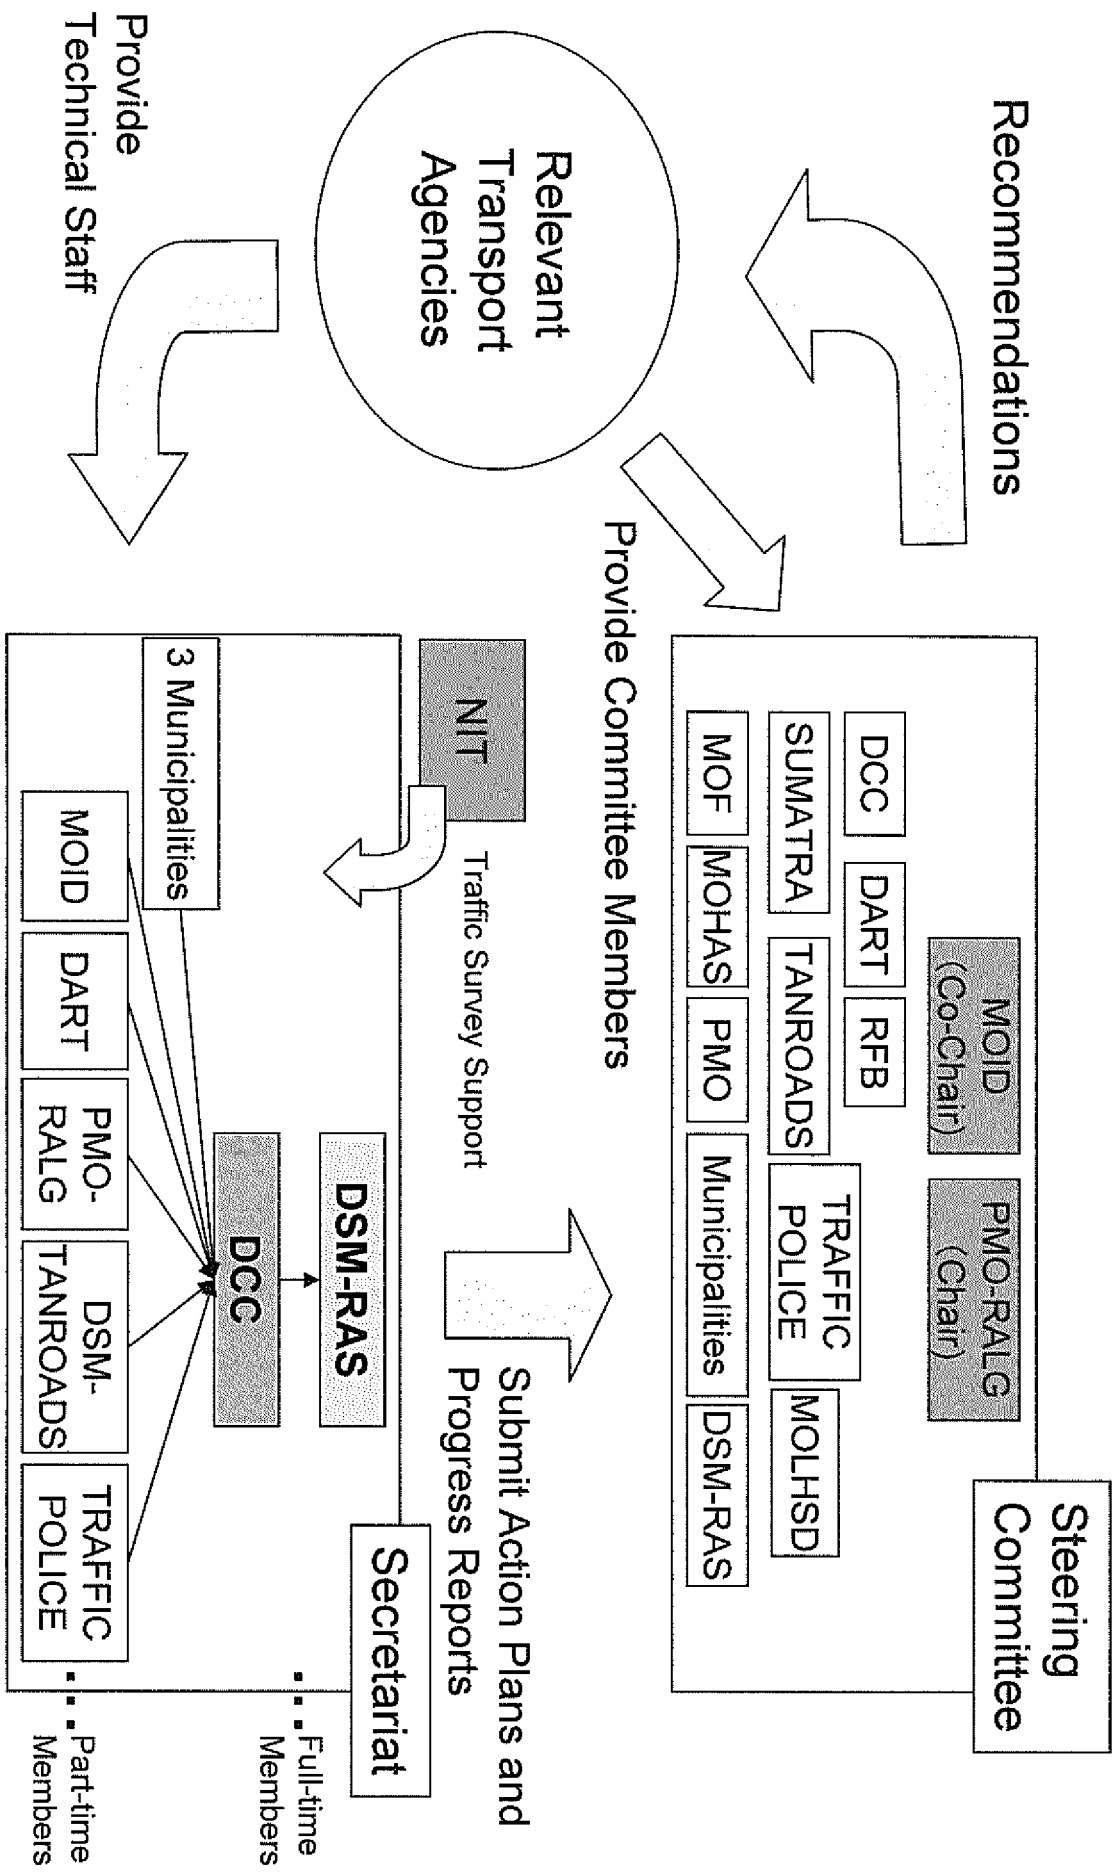 Recommendations
Steering
Committee
MOID
(Co-Chair)
PMO-RALG
(Chair)
DCC
DART
RFB
SUMATRA
TANROADS
TRAFFIC
POLICE
MOLHSD
MOF
MOHAS
PMO
Municipalities
DSM-RAS
Relevant
Transport
Agencies
Provide Committee Members
Submit Action Plans and
Progress Reports
NIT
Traffic Survey Support
Secretariat
DSM-RAS
DCC
Full-time
Members
3 Municipalities
MOID
DART
PMO-
RALG
DSM-
TANROADS
TRAFFIC
POLICE
Part-time
Members
Provide
Technical Staff